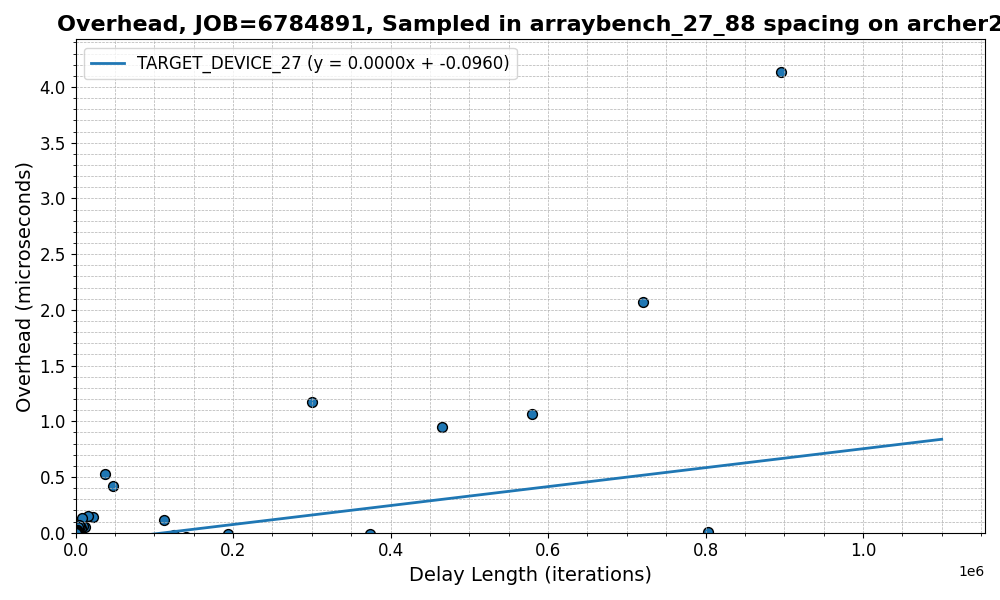 Overhead, JOB=6784891, Sampled in arraybench_27_88 spacing on archer2
TARGET_DEVICE_27 (y = 0.0000x + -0.0960)
Overhead (microseconds)
4.0
3.5
3.0
2.5
2.0
1.5
1.0
0.5
0.0
0.0 0.2 0.4 0.6 0.8 1.0
1e6
Delay Length (iterations)